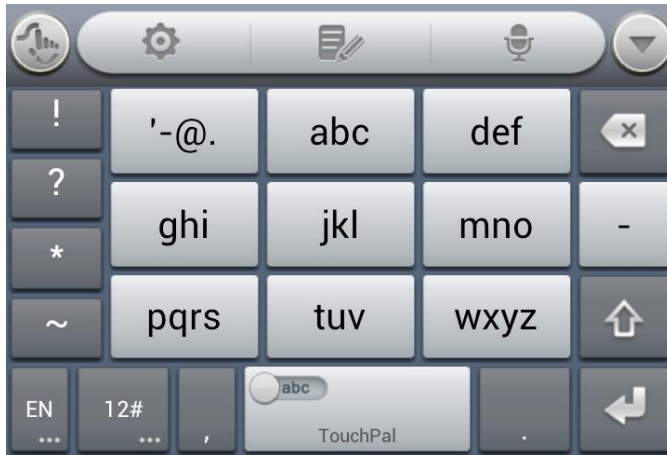 !
'-@.
abc
def
?
ghi
jkl
mno
-
*
~
pqrs
tuv
wxyz
EN
...
12#
...
,
abc
TouchPal
.